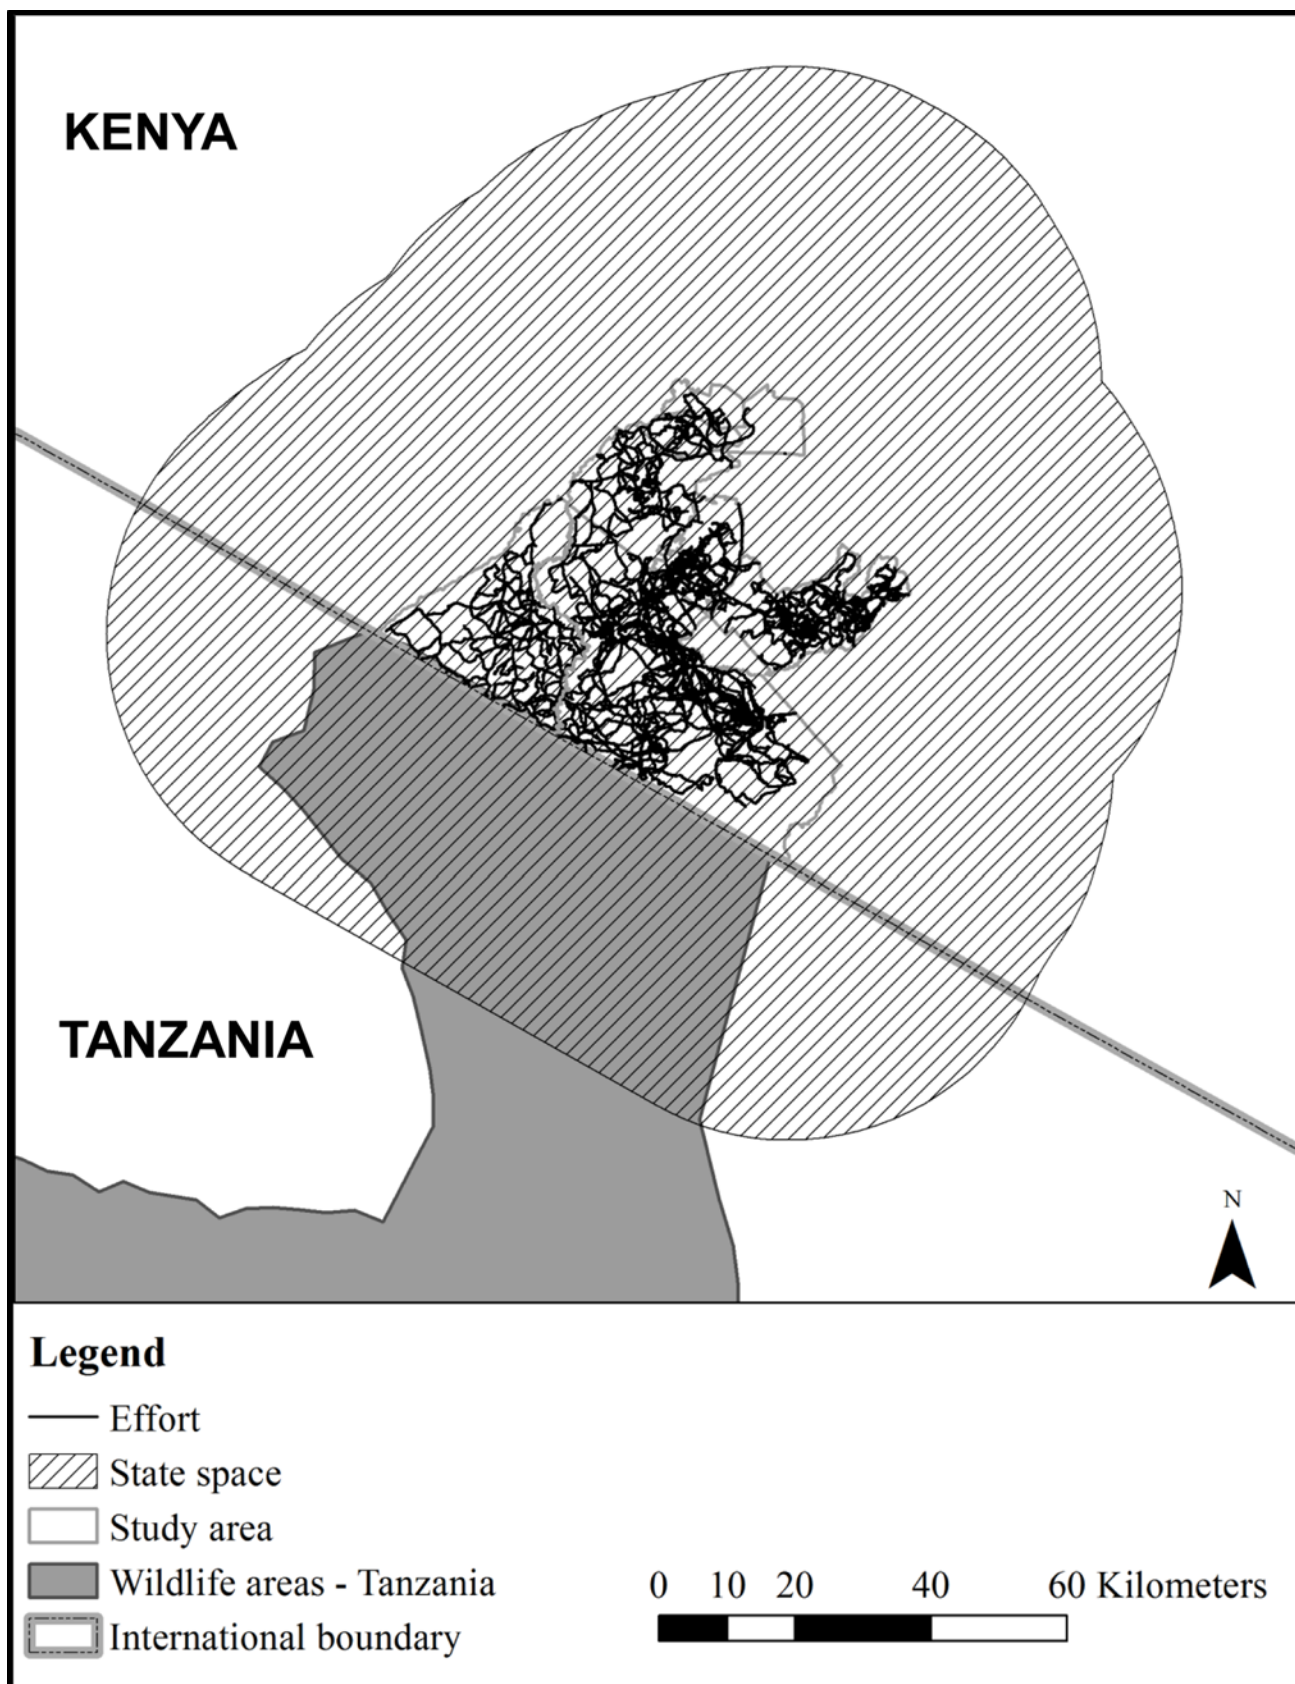 KENYA
TANZANIA
N
Legend
Effort
State space
Study area
Wildlife areas - Tanzania
International boundary
0 10 20 40 60 Kilometers